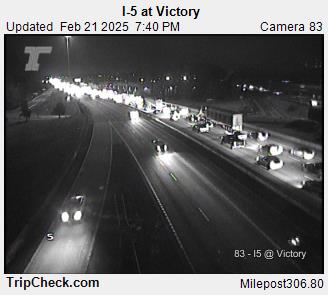 I-5 at Victory
Updated Feb 21 2025 7:40 PM Camera 83
T
S
83 - I5 @ Victory
TripCheck.com Milepost306.80